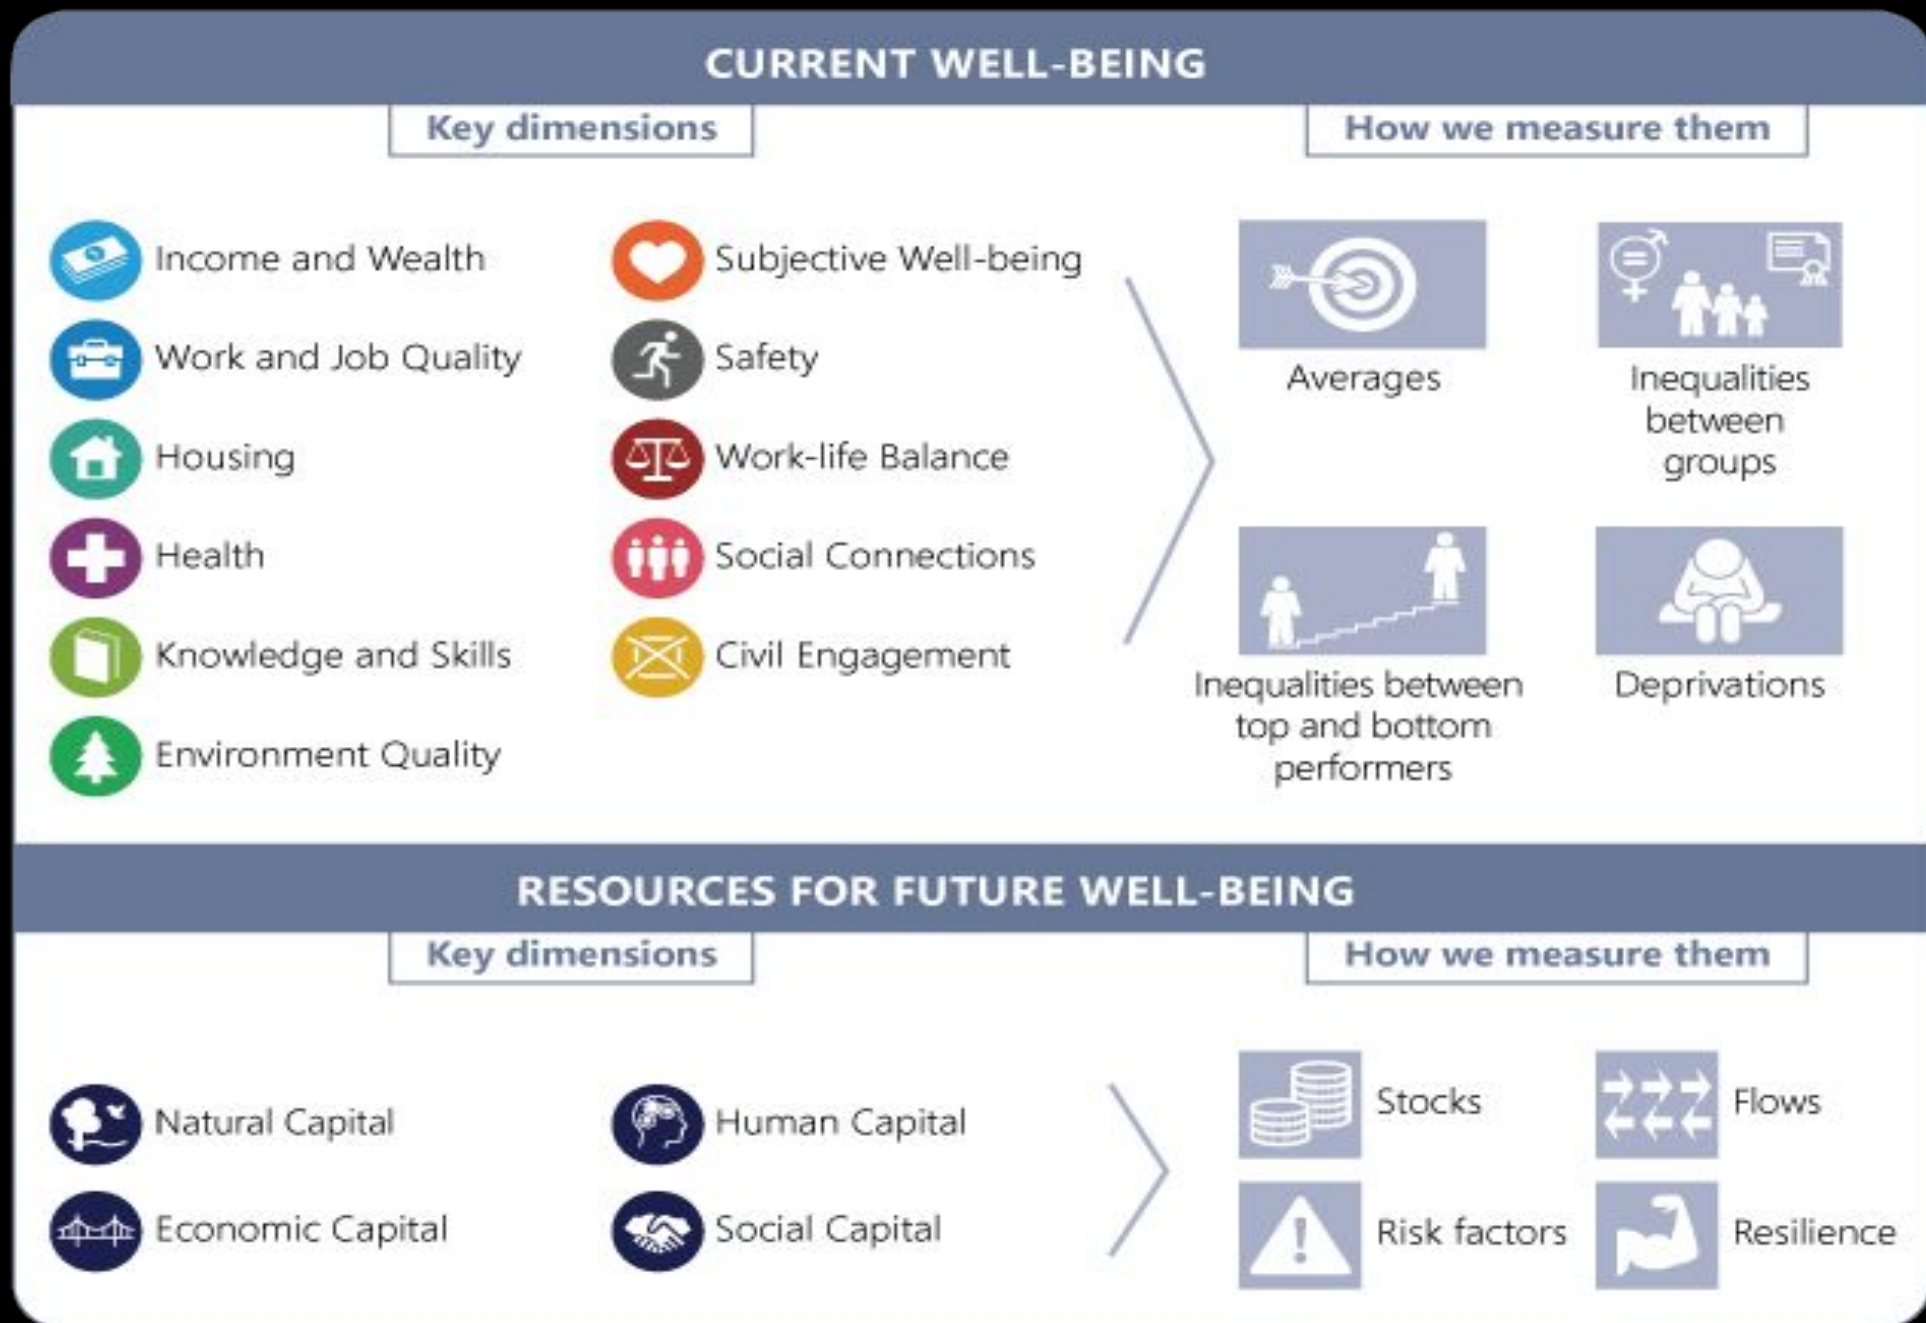 CURRENT WELL-BEING
Key dimensions
How we measure them
Income and Wealth
Work and Job Quality
Housing
Health
Knowledge and Skills
Environment Quality
Subjective Well-being
Safety
Work-life Balance
Social Connections
Civil Engagement
Averages
Inequalities
between
groups
Inequalities between
top and bottom
performers
Deprivations
RESOURCES FOR FUTURE WELL-BEING
Key dimensions
How we measure them
Natural Capital
Economic Capital
Human Capital
Social Capital
Stocks
Flows
Risk factors
Resilience